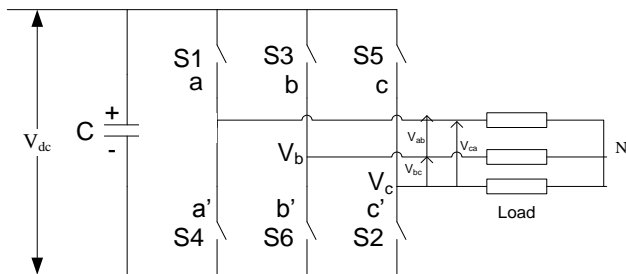 S1
S3
S5
a
b
c
+
C
-
V_dc
V_ab
V_ca
N
V_b
V_bc
V_c
Load
a'
b'
c'
S4
S6
S2